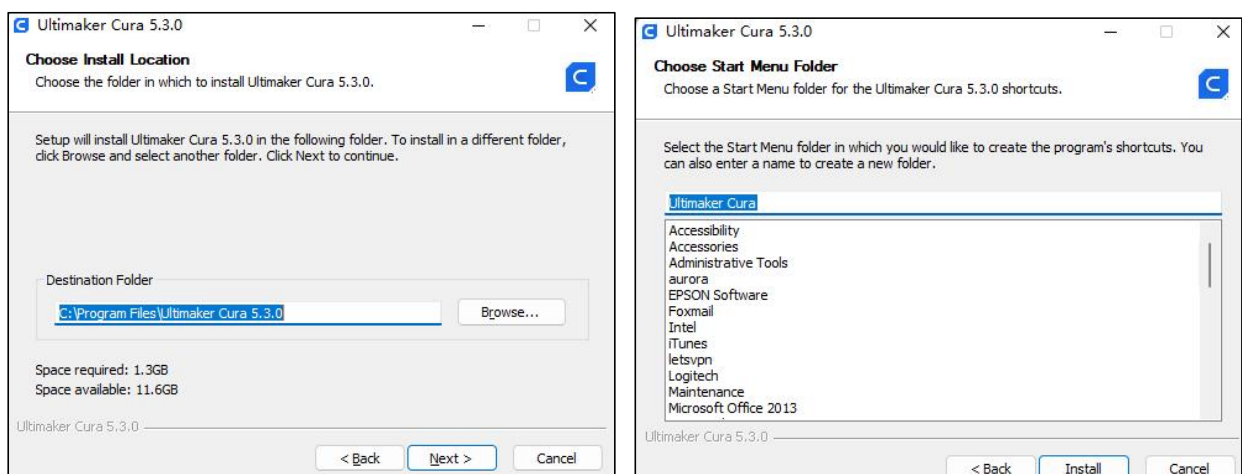 Ultimaker Cura 5.3.0
Choose Install Location
Choose the folder in which to install Ultimaker Cura 5.3.0.
Setup will install Ultimaker Cura 5.3.0 in the following folder. To install in a different folder,
click Browse and select another folder. Click Next to continue.
Destination Folder
C:\Program Files\Ultimaker Cura 5.3.0
Browse...
Space required: 1.3GB
Space available: 11.6GB
Ultimaker Cura 5.3.0
< Back
Next >
Cancel
Ultimaker Cura 5.3.0
Choose Start Menu Folder
Choose a Start Menu folder for the Ultimaker Cura 5.3.0 shortcuts.
Select the Start Menu folder in which you would like to create the program's shortcuts. You
can also enter a name to create a new folder.
Ultimaker Cura
Accessibility
Accessories
Administrative Tools
aurora
EPSON Software
Foxmail
Intel
iTunes
letsvpn
Logitech
Maintenance
Microsoft Office 2013
Ultimaker Cura 5.3.0
< Back
Install
Cancel